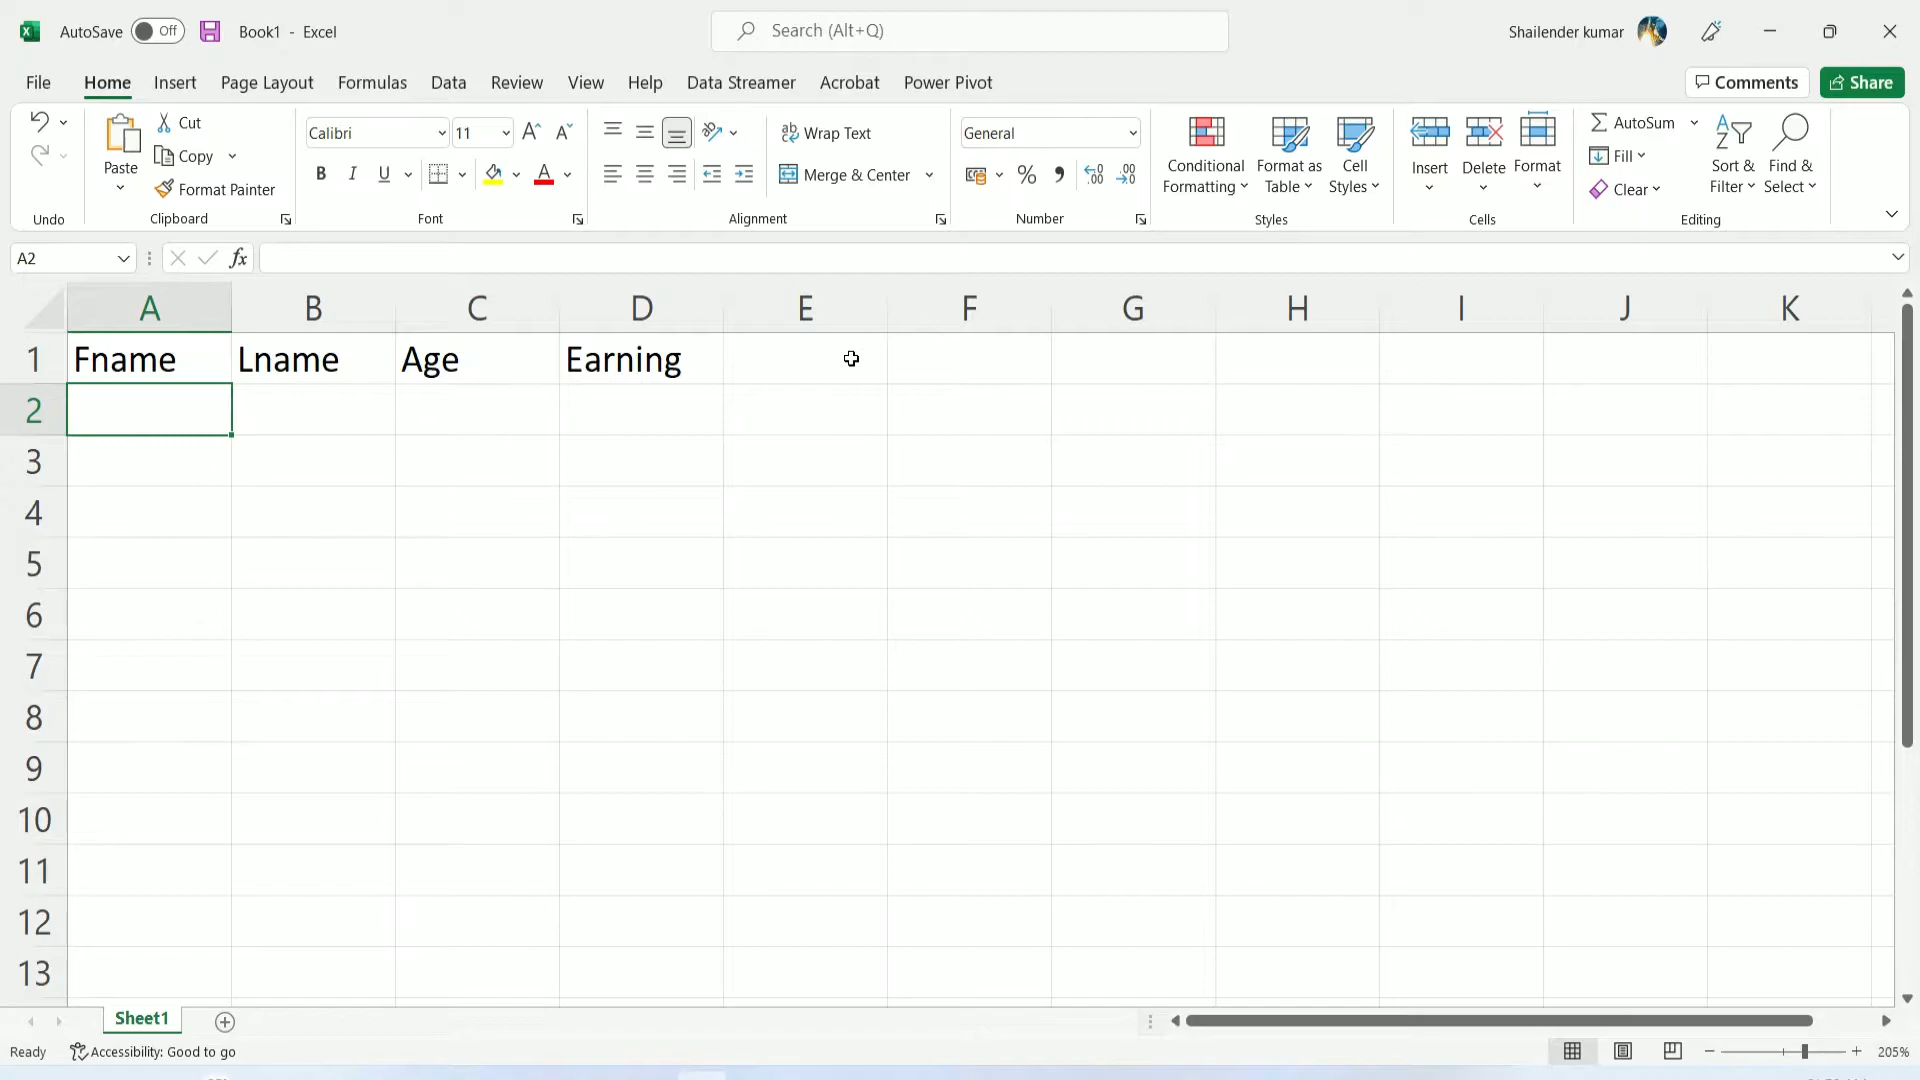 AutoSave Off Book1 - Excel Search (Alt+Q) Shailender kumar
File Home Insert Page Layout Formulas Data Review View Help Data Streamer Acrobat Power Pivot Comments Share
Cut Calibri 11 Wrap Text General AutoSum
Copy Fill
Paste Conditional Format as Cell Insert Delete Format Sort & Find &
B I U Merge & Center % 9 .00 .00
Formatting Table Styles Filter Select
Format Painter Clear
Undo Clipboard Font Alignment Number Styles Cells Editing
A2 fx
A B C D E F G H I J K
1 Fname Lname Age Earning
2
3
4
5
6
7
8
9
10
11
12
13
Sheet1
Ready Accessibility: Good to go 205%